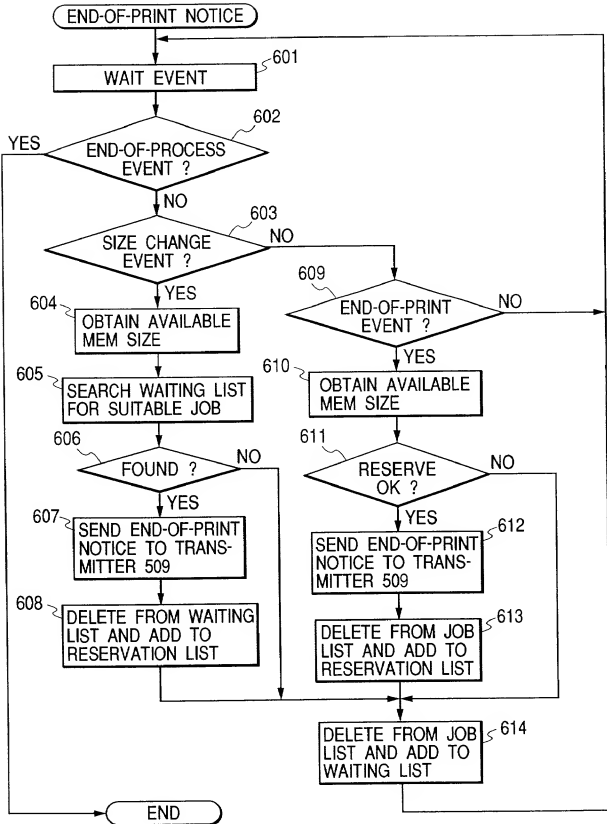 END-OF-PRINT NOTICE
601
WAIT EVENT
602
YES
END-OF-PROCESS
EVENT ?
NO
603
SIZE CHANGE
EVENT ?
NO
YES
604
OBTAIN AVAILABLE
MEM SIZE
605
SEARCH WAITING LIST
FOR SUITABLE JOB
606
FOUND ?
NO
YES
607
SEND END-OF-PRINT
NOTICE TO TRANS-
MITTER 509
608
DELETE FROM WAITING
LIST AND ADD TO
RESERVATION LIST
609
END-OF-PRINT
EVENT ?
NO
YES
610
OBTAIN AVAILABLE
MEM SIZE
611
RESERVE
OK ?
NO
YES
612
SEND END-OF-PRINT
NOTICE TO TRANS-
MITTER 509
613
DELETE FROM JOB
LIST AND ADD TO
RESERVATION LIST
614
DELETE FROM JOB
LIST AND ADD TO
WAITING LIST
END